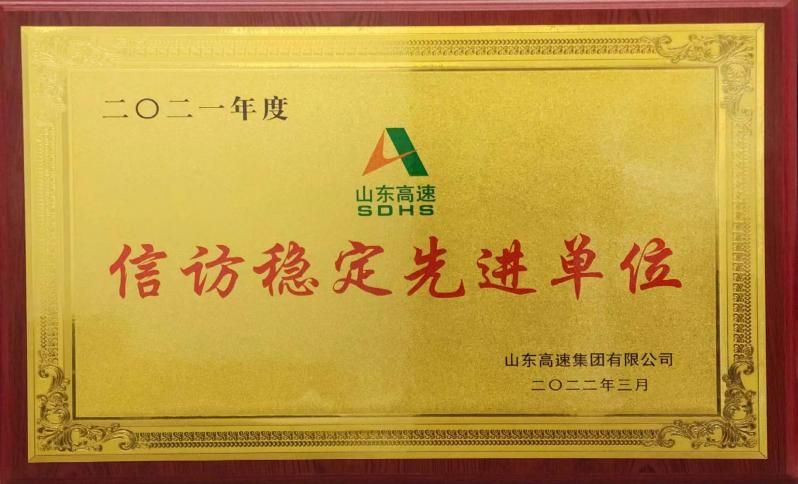 二〇二一年度
山东高速
SDHS
信访稳定先进单位
山东高速集团有限公司
二〇二二年三月